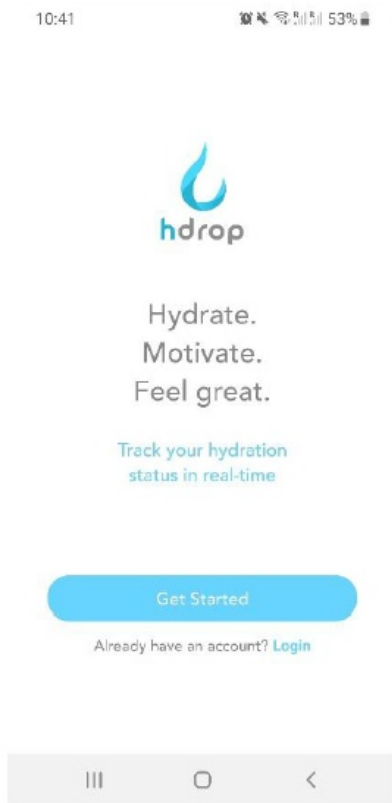 10:41
53%
hdrop
Hydrate.
Motivate.
Feel great.
Track your hydration
status in real-time
Get Started
Already have an account? Login